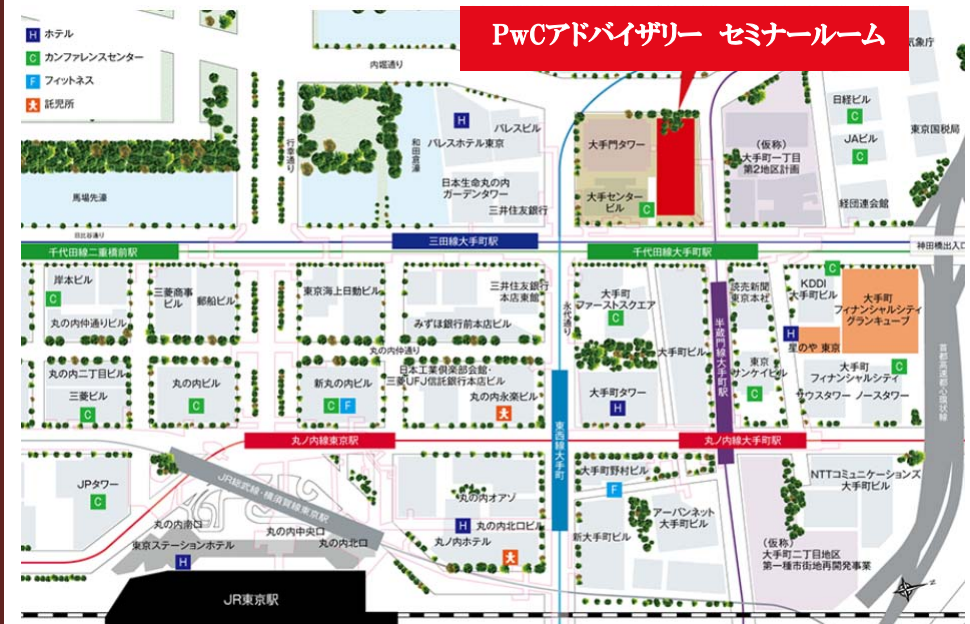 PwCアドバイザリー セミナールーム
H ホテル
C カンファレンスセンター
F フィットネス
託児所
内堀通り
気象庁
日経ビル
C
JAビル
C
東京国税局
経団連会館
(仮称)
大手町一丁目
第2地区計画
大手門タワー
大手センター
ビル
C
H
パレスビル
パレスホテル東京
日本生命丸の内
ガーデンタワー
三井住友銀行
和田倉濠
行幸通り
馬場先濠
日比谷通り
千代田線二重橋前駅
三田線大手町駅
千代田線大手町駅
神田橋出入口
岸本ビル
C
丸の内仲通りビル
三菱商事
ビル
郵船ビル
東京海上日動ビル
三井住友銀行
本店東館
みずほ銀行前本店ビル
永代通り
大手町
ファーストスクエア
C
大手町ビル
半蔵門線大手町駅
読売新聞
東京本社
C
KDDI
大手町ビル
大手町
フィナンシャルシティ
グランキューブ
H
星のや 東京
丸の内仲通り
丸の内二丁目ビル
三菱ビル
C
丸の内ビル
C
新丸の内ビル
C F
日本工業倶楽部会館・
三菱UFJ信託銀行本店ビル
丸の内永楽ビル
大手町タワー
H
東京
サンケイビル
C
大手町
フィナンシャルシティ
C
サウスタワー ノースタワー
首都高速都心環状線
丸ノ内線東京駅
東西線大手町
丸ノ内線大手町駅
JPタワー
C
JR総武線・横須賀線東京駅
丸の内南口
丸の内中央口
丸の内北口
東京ステーションホテル
H
JR東京駅
丸の内オアゾ
H
丸の内北口ビル
丸ノ内ホテル
大手町野村ビル
F
アーバンネット
大手町ビル
新大手町ビル
NTTコミュニケーションズ
大手町ビル
(仮称)
大手町二丁目地区
第一種市街地再開発事業
N